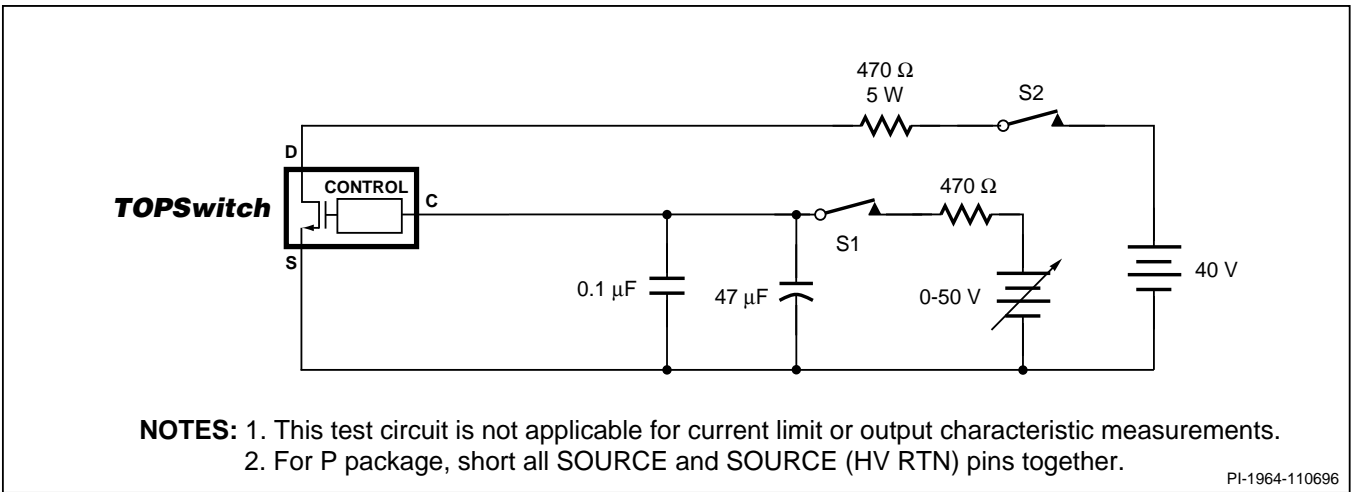 470 Ω
5 W
S2
D
CONTROL
C
TOPSwitch
470 Ω
S1
S
0.1 μF
47 μF
0-50 V
40 V
NOTES: 1. This test circuit is not applicable for current limit or output characteristic measurements.
2. For P package, short all SOURCE and SOURCE (HV RTN) pins together.
PI-1964-110696